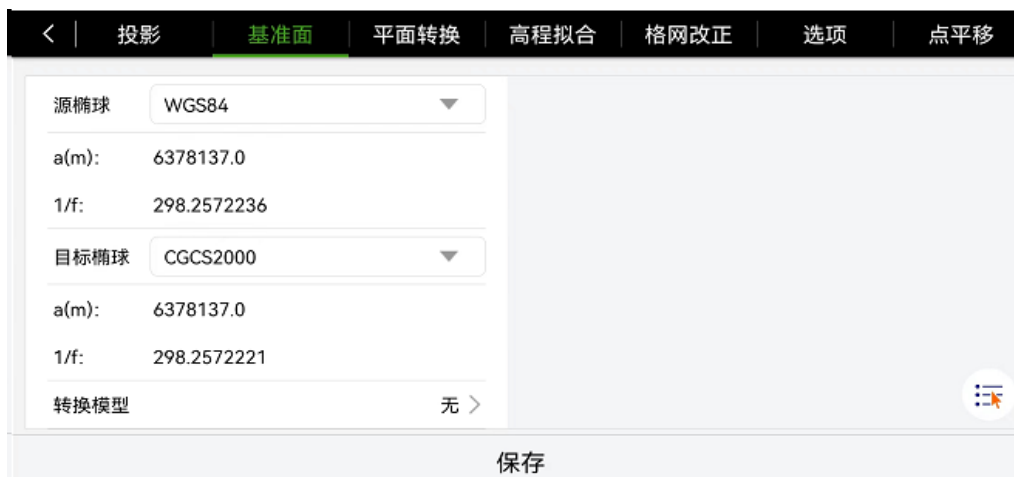 投影 基准面 平面转换 高程拟合 格网改正 选项 点平移
源椭球 WGS84
a(m): 6378137.0
1/f: 298.2572236
目标椭球 CGCS2000
a(m): 6378137.0
1/f: 298.2572221
转换模型 无
保存